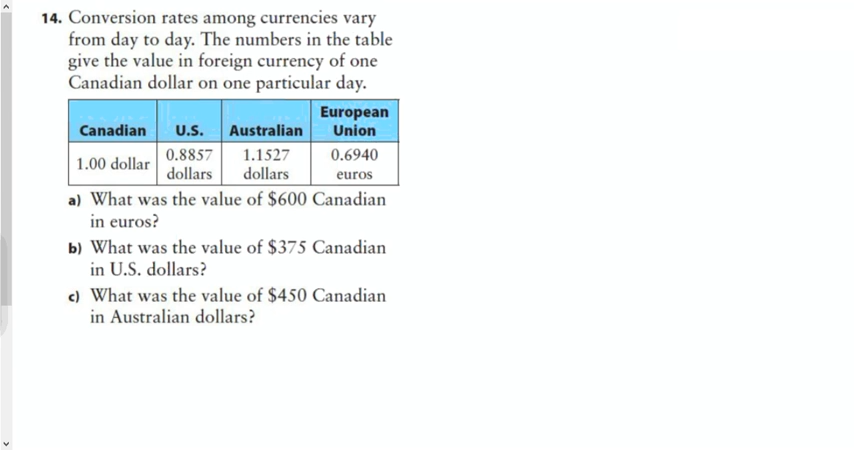 14. Conversion rates among currencies vary
from day to day. The numbers in the table
give the value in foreign currency of one
Canadian dollar on one particular day.
Canadian U.S. Australian European Union
1.00 dollar 0.8857 dollars 1.1527 dollars 0.6940 euros
a) What was the value of $600 Canadian
in euros?
b) What was the value of $375 Canadian
in U.S. dollars?
c) What was the value of $450 Canadian
in Australian dollars?